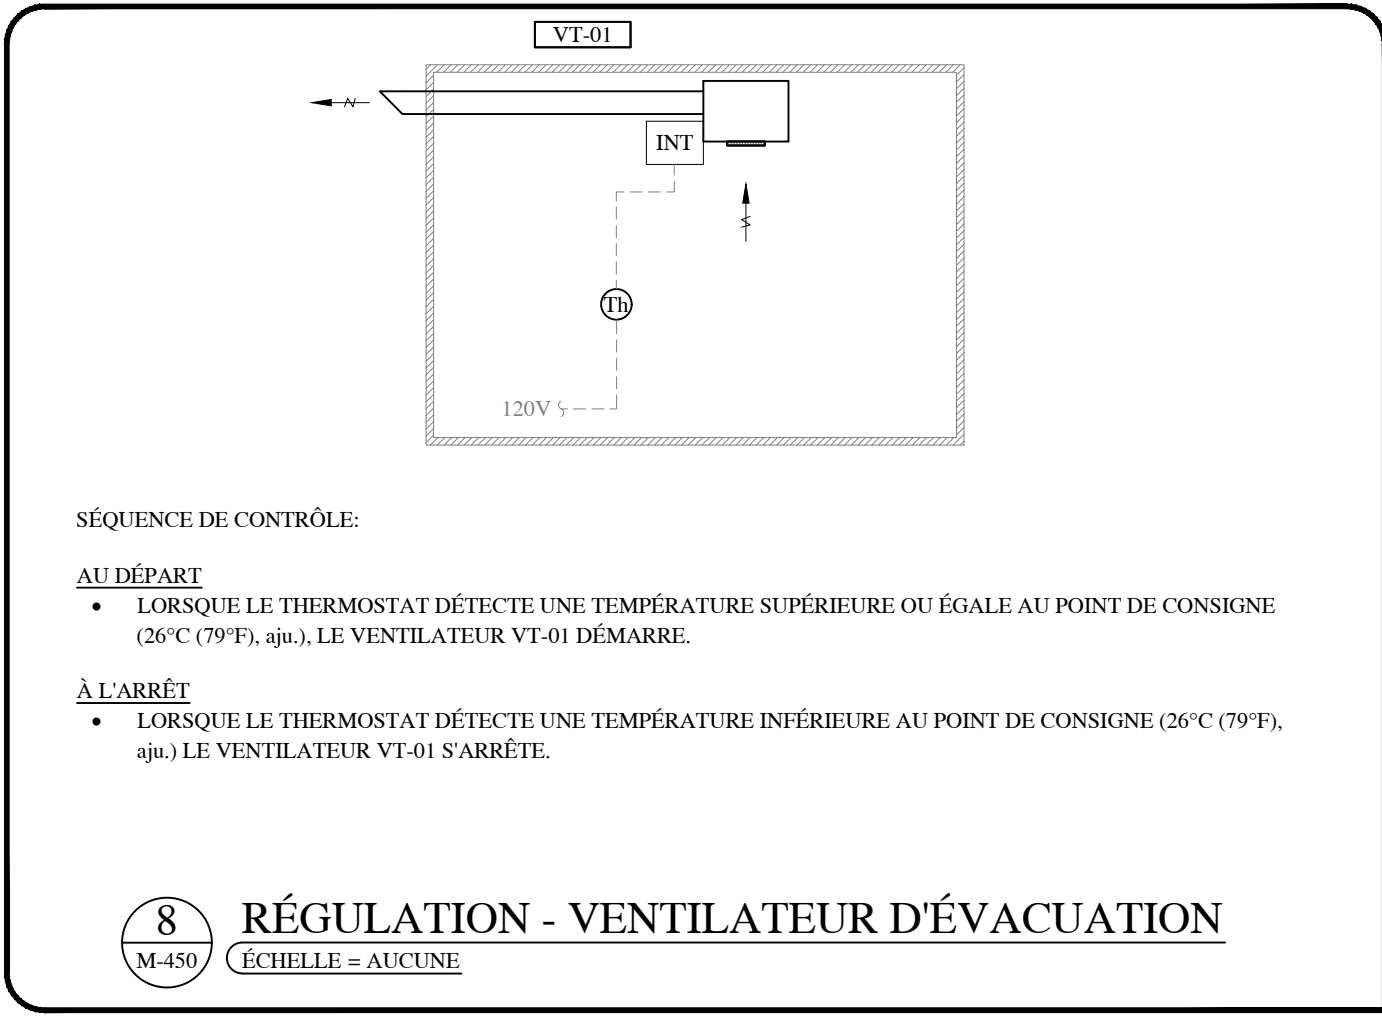 VT-01
INT
Th
120V
SÉQUENCE DE CONTRÔLE:
AU DÉPART
• LORSQUE LE THERMOSTAT DÉTECTE UNE TEMPÉRATURE SUPÉRIEURE OU ÉGALE AU POINT DE CONSIGNE
(26°C (79°F), aju.), LE VENTILATEUR VT-01 DÉMARRE.
À L'ARRÊT
• LORSQUE LE THERMOSTAT DÉTECTE UNE TEMPÉRATURE INFÉRIEURE AU POINT DE CONSIGNE (26°C (79°F),
aju.) LE VENTILATEUR VT-01 S'ARRÊTE.
8
M-450
RÉGULATION - VENTILATEUR D'ÉVACUATION
ÉCHELLE = AUCUNE